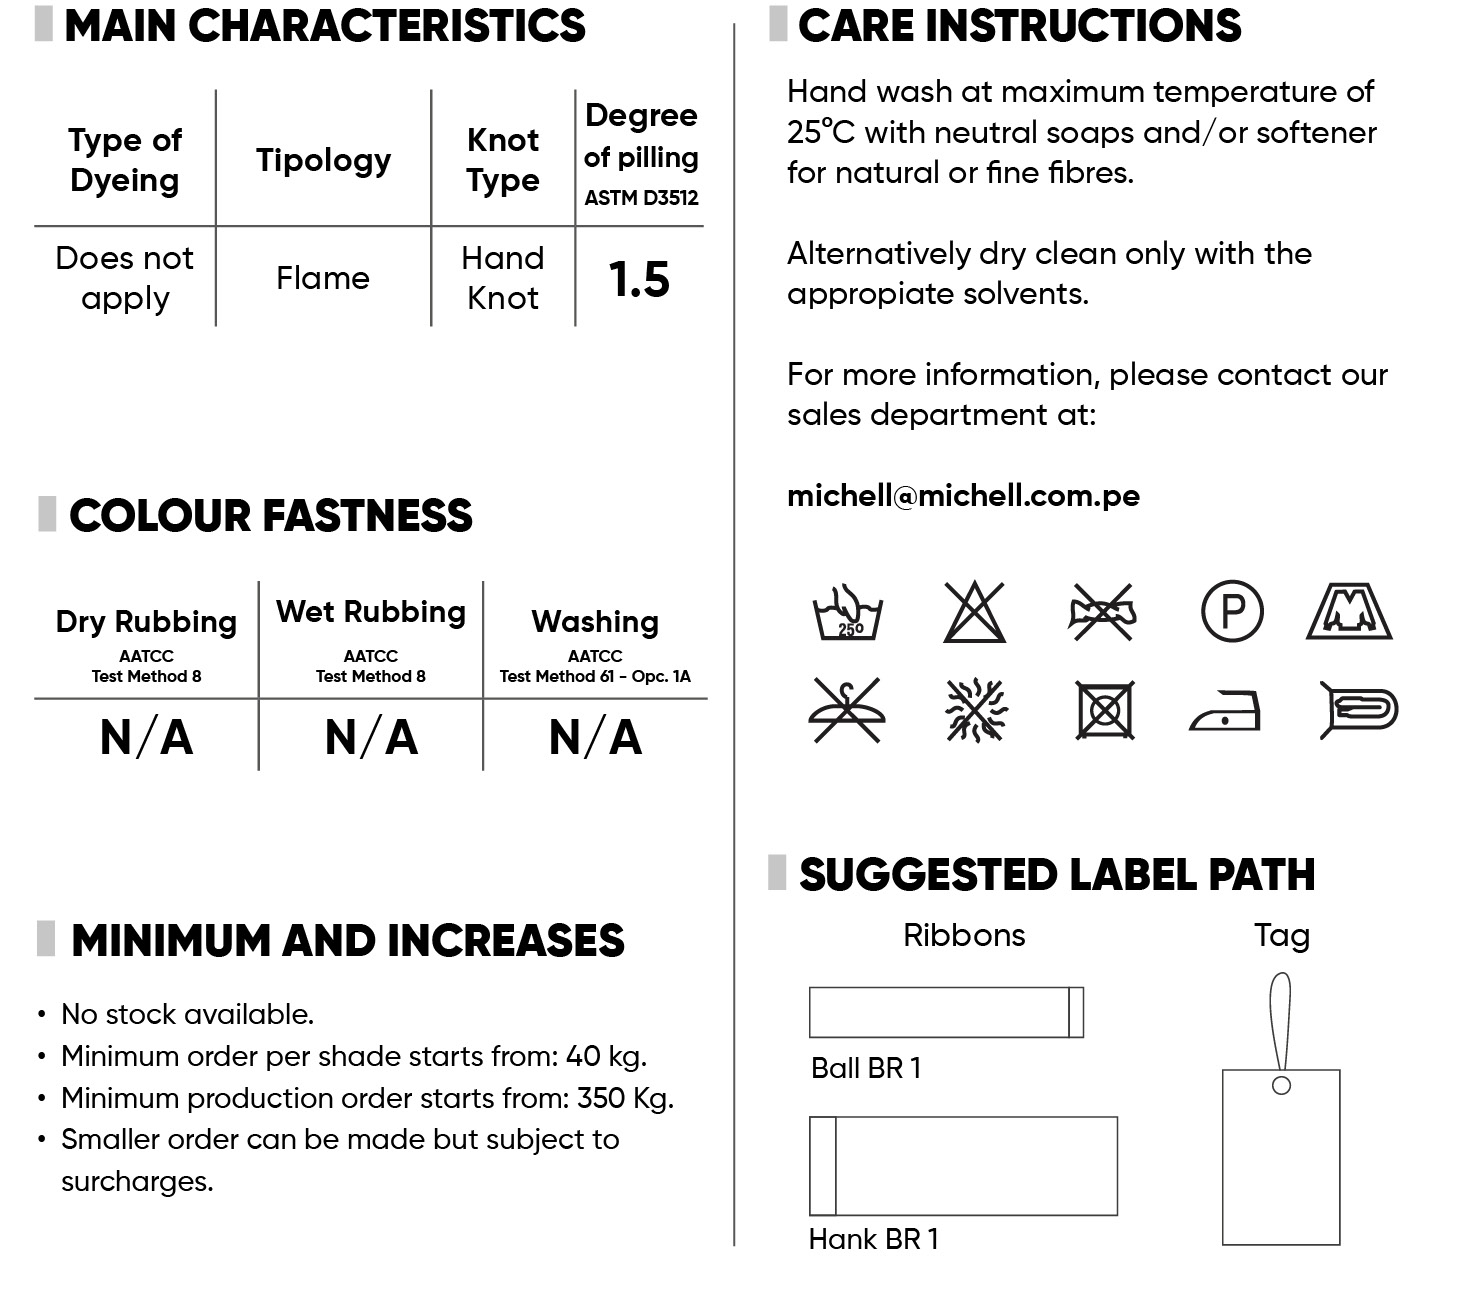 MAIN CHARACTERISTICS
Type of
Dyeing
Tipology
Knot
Type
Degree
of pilling
ASTM D3512
Does not
apply
Flame
Hand
Knot
1.5
COLOUR FASTNESS
Dry Rubbing
AATCC
Test Method 8
Wet Rubbing
AATCC
Test Method 8
Washing
AATCC
Test Method 61 - Opc. 1A
N/A
N/A
N/A
MINIMUM AND INCREASES
• No stock available.
• Minimum order per shade starts from: 40 kg.
• Minimum production order starts from: 350 Kg.
• Smaller order can be made but subject to
surcharges.
CARE INSTRUCTIONS
Hand wash at maximum temperature of
25°C with neutral soaps and/or softener
for natural or fine fibres.
Alternatively dry clean only with the
appropiate solvents.
For more information, please contact our
sales department at:
michell@michell.com.pe
25º
P
SUGGESTED LABEL PATH
Ribbons
Tag
Ball BR 1
Hank BR 1